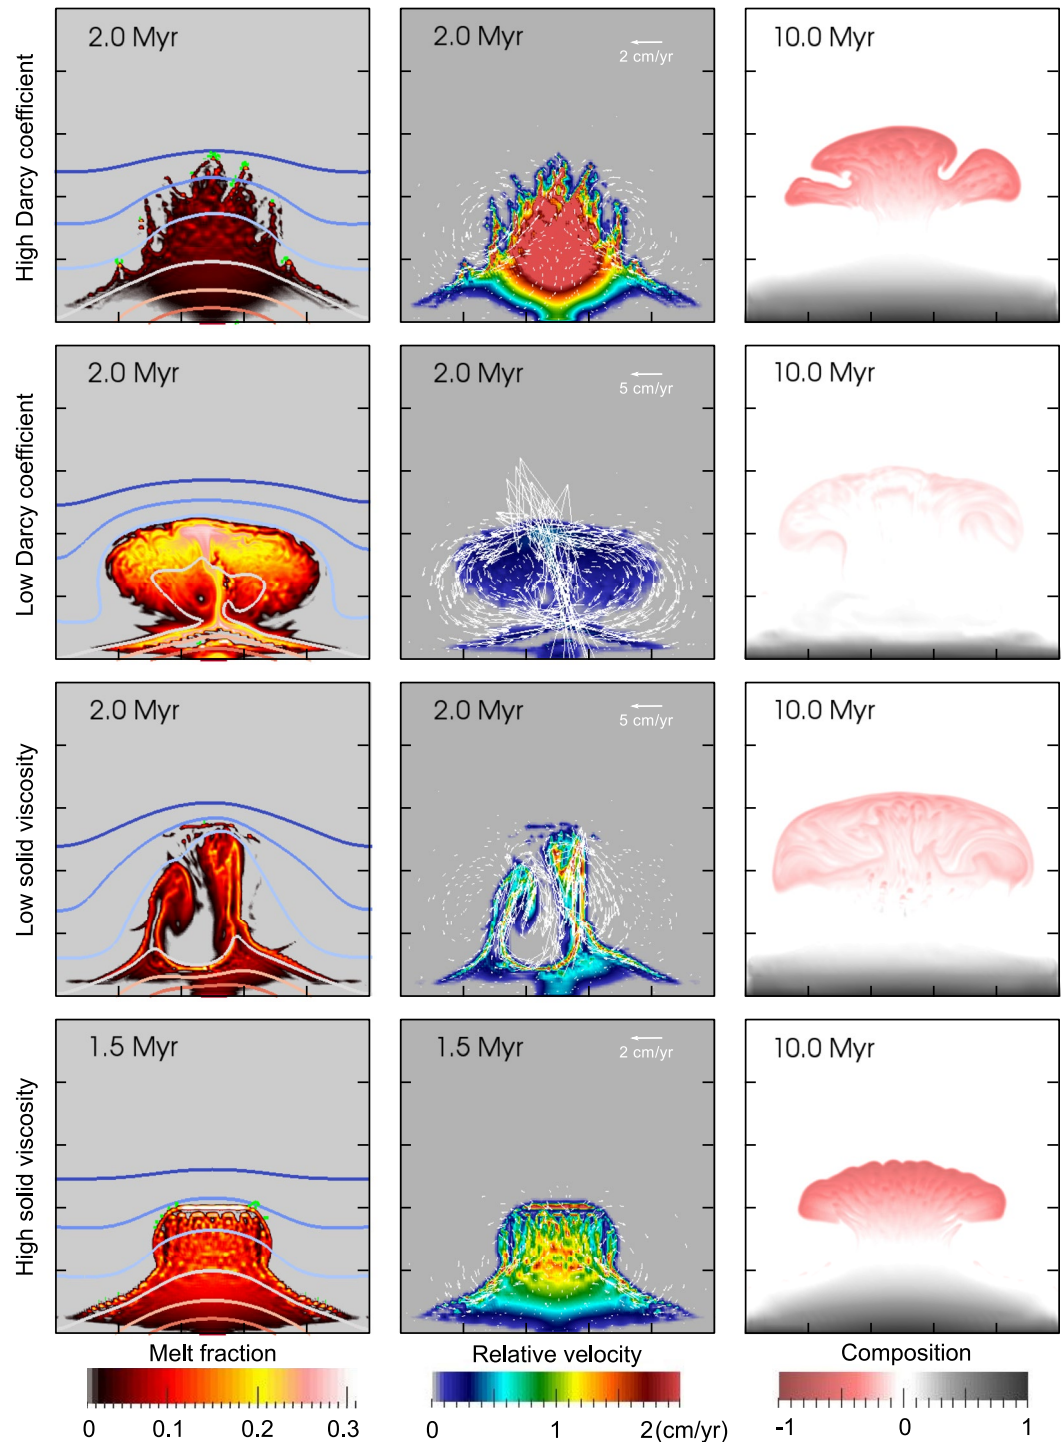 High Darcy coefficient
2.0 Myr
2.0 Myr
2 cm/yr
10.0 Myr
Low Darcy coefficient
2.0 Myr
2.0 Myr
5 cm/yr
10.0 Myr
Low solid viscosity
2.0 Myr
2.0 Myr
5 cm/yr
10.0 Myr
High solid viscosity
1.5 Myr
1.5 Myr
2 cm/yr
10.0 Myr
Melt fraction
0 0.1 0.2 0.3
Relative velocity
0 1 2 (cm/yr)
Composition
-1 0 1